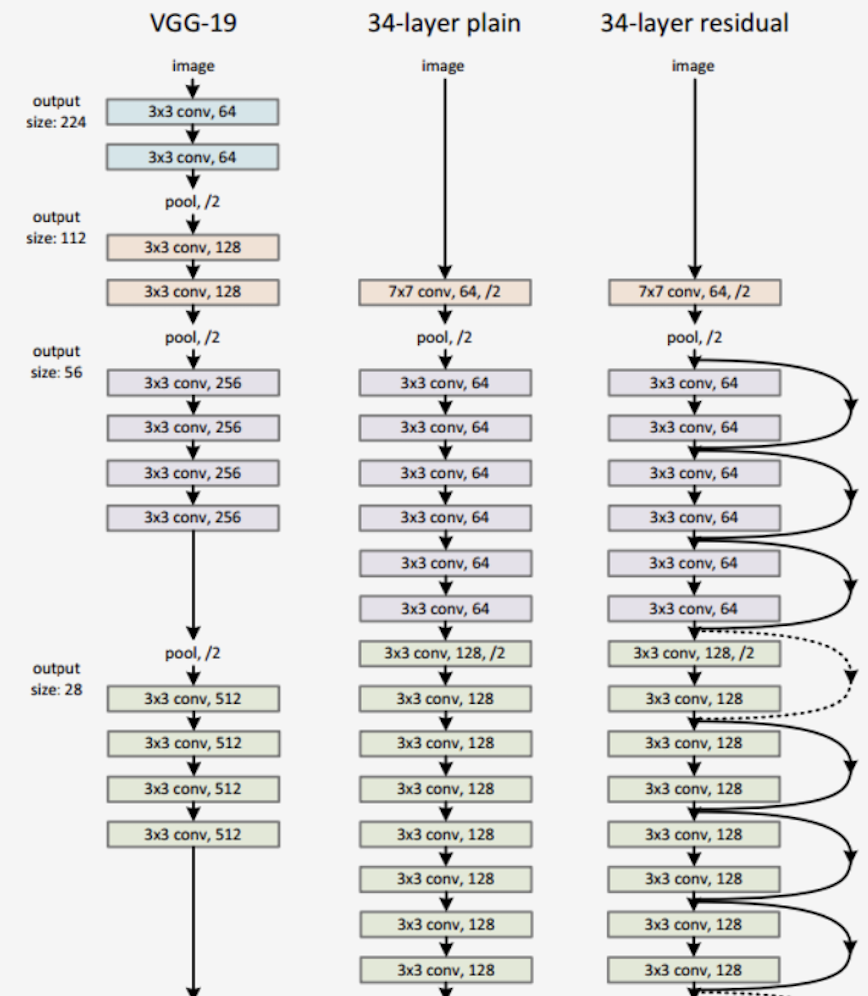 VGG-19
34-layer plain
34-layer residual
image
image
image
output
size: 224
3x3 conv, 64
3x3 conv, 64
pool, /2
output
size: 112
3x3 conv, 128
3x3 conv, 128
7x7 conv, 64, /2
7x7 conv, 64, /2
pool, /2
pool, /2
pool, /2
output
size: 56
3x3 conv, 256
3x3 conv, 64
3x3 conv, 64
3x3 conv, 256
3x3 conv, 64
3x3 conv, 64
3x3 conv, 256
3x3 conv, 64
3x3 conv, 64
3x3 conv, 256
3x3 conv, 64
3x3 conv, 64
3x3 conv, 64
3x3 conv, 64
3x3 conv, 64
3x3 conv, 64
pool, /2
3x3 conv, 128, /2
3x3 conv, 128, /2
output
size: 28
3x3 conv, 512
3x3 conv, 128
3x3 conv, 128
3x3 conv, 512
3x3 conv, 128
3x3 conv, 128
3x3 conv, 512
3x3 conv, 128
3x3 conv, 128
3x3 conv, 512
3x3 conv, 128
3x3 conv, 128
3x3 conv, 128
3x3 conv, 128
3x3 conv, 128
3x3 conv, 128
3x3 conv, 128
3x3 conv, 128